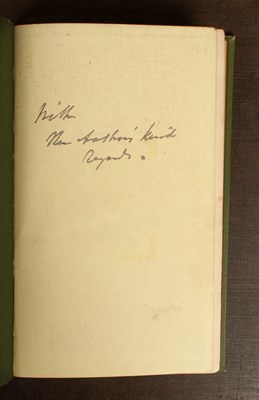 With
the Author's kind
regards.